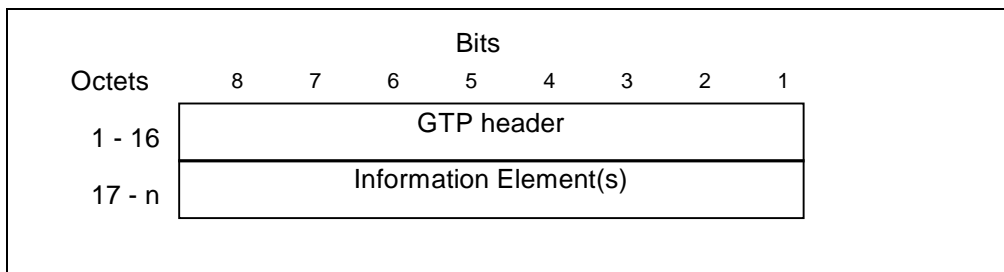 Bits
Octets 8 7 6 5 4 3 2 1
1 - 16 GTP header
17 - n Information Element(s)